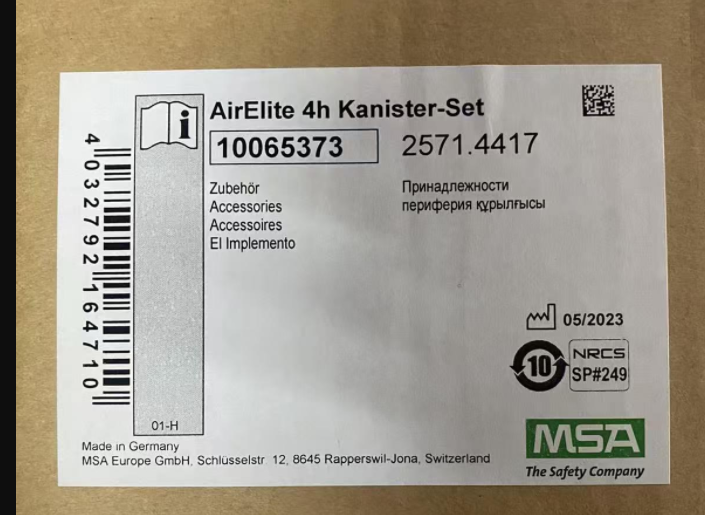 AirElite 4h Kanister-Set
10065373
2571.4417
Zubehör
Accessories
Accessoires
El Implemento
Принадлежности
периферия құрылғысы
4032792164710
i
01-H
05/2023
10
NRCS
SP#249
Made in Germany
MSA Europe GmbH, Schlüsselstr 12, 8645 Rapperswil-Jona, Switzerland
MSA
The Safety Company